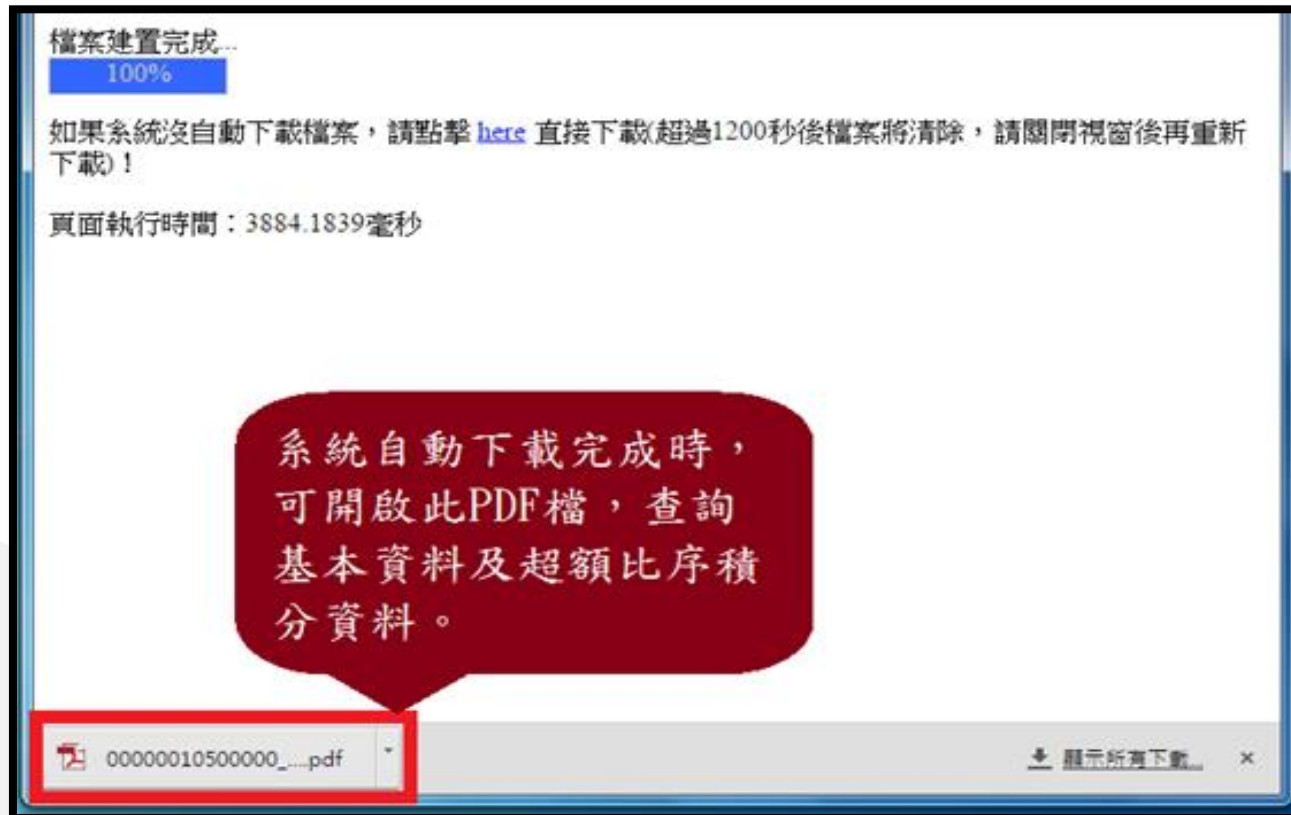 檔案建置完成...
100%
如果系統沒自動下載檔案，請點擊 here 直接下載(超過1200秒後檔案將清除，請關閉視窗後再重新
下載)！
頁面執行時間：3884.1839毫秒
系統自動下載完成時，
可開啟此PDF檔，查詢
基本資料及超額比序積
分資料。
00000010500000_....pdf
顯示所有下載...